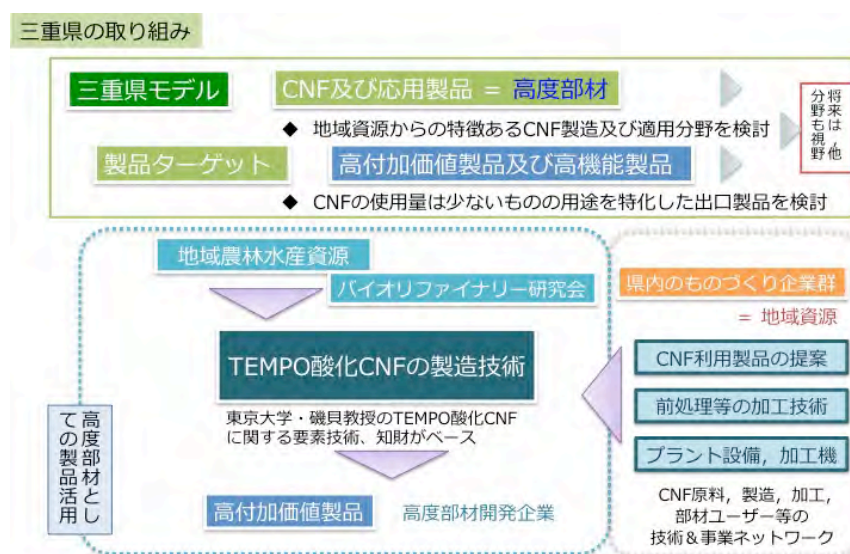 三重県の取り組み
三重県モデル
CNF及び応用製品 = 高度部材
◆ 地域資源からの特徴あるCNF製造及び適用分野を検討
製品ターゲット
高付加価値製品及び高機能製品
◆ CNFの使用量は少ないものの用途を特化した出口製品を検討
将来は,他
分野も視野
地域農林水産資源
バイオリファイナリー研究会
TEMPO酸化CNFの製造技術
東京大学・磯貝教授のTEMPO酸化CNF
に関する要素技術、知財がベース
高付加価値製品
高度部材開発企業
高度部材とし
ての製品活用
県内のものづくり企業群
= 地域資源
CNF利用製品の提案
前処理等の加工技術
プラント設備,加工機
CNF原料,製造,加工,
部材ユーザー等の
技術&事業ネットワーク